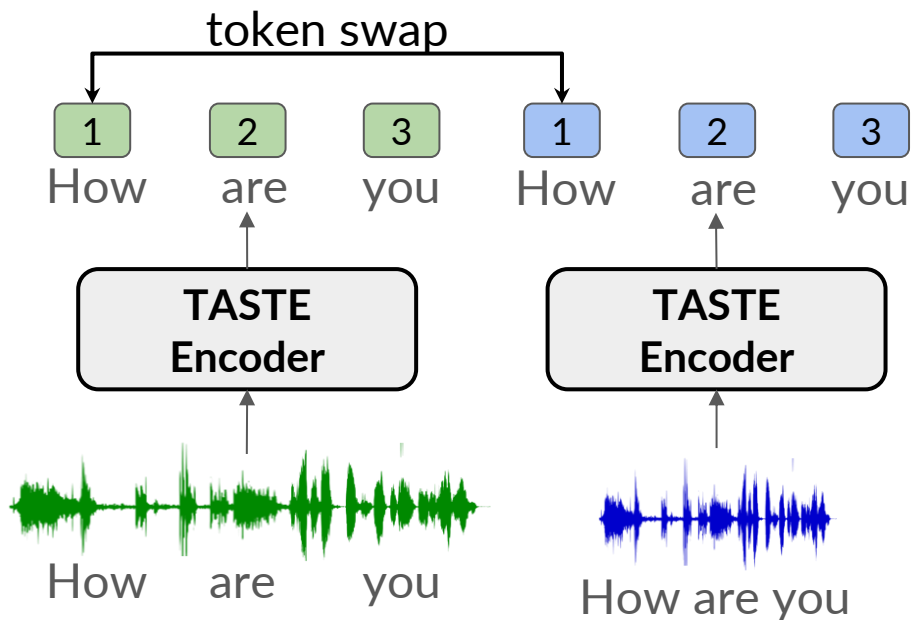 token swap
1 2 3 1 2 3
How are you How are you
TASTE TASTE
Encoder Encoder
How are you
How are you